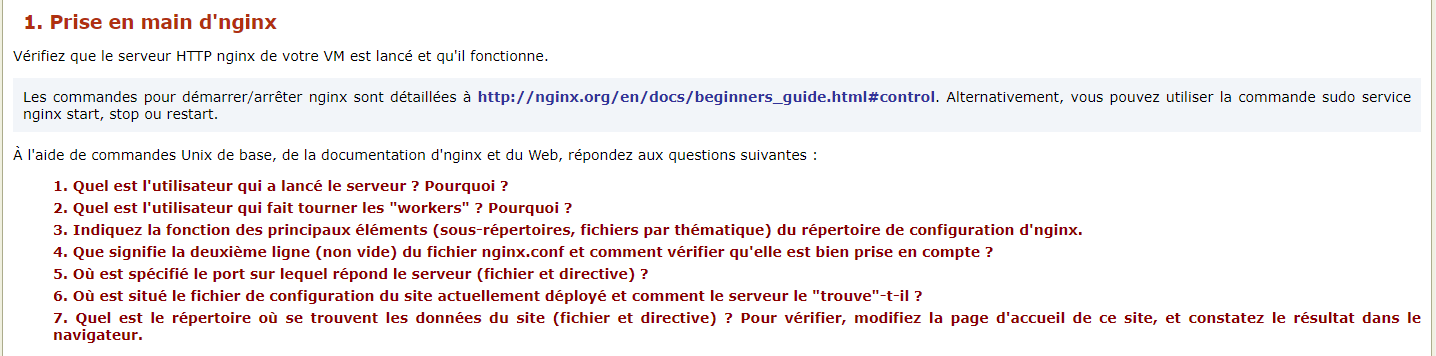 1. Prise en main d'nginx
Vérifiez que le serveur HTTP nginx de votre VM est lancé et qu'il fonctionne.
Les commandes pour démarrer/arrêter nginx sont détaillées à http://nginx.org/en/docs/beginners_guide.html#control. Alternativement, vous pouvez utiliser la commande sudo service
nginx start, stop ou restart.
À l'aide de commandes Unix de base, de la documentation d'nginx et du Web, répondez aux questions suivantes :
1. Quel est l'utilisateur qui a lancé le serveur ? Pourquoi ?
2. Quel est l'utilisateur qui fait tourner les "workers" ? Pourquoi ?
3. Indiquez la fonction des principaux éléments (sous-répertoires, fichiers par thématique) du répertoire de configuration d'nginx.
4. Que signifie la deuxième ligne (non vide) du fichier nginx.conf et comment vérifier qu'elle est bien prise en compte ?
5. Où est spécifié le port sur lequel répond le serveur (fichier et directive) ?
6. Où est situé le fichier de configuration du site actuellement déployé et comment le serveur le "trouve"-t-il ?
7. Quel est le répertoire où se trouvent les données du site (fichier et directive) ? Pour vérifier, modifiez la page d'accueil de ce site, et constatez le résultat dans le
navigateur.